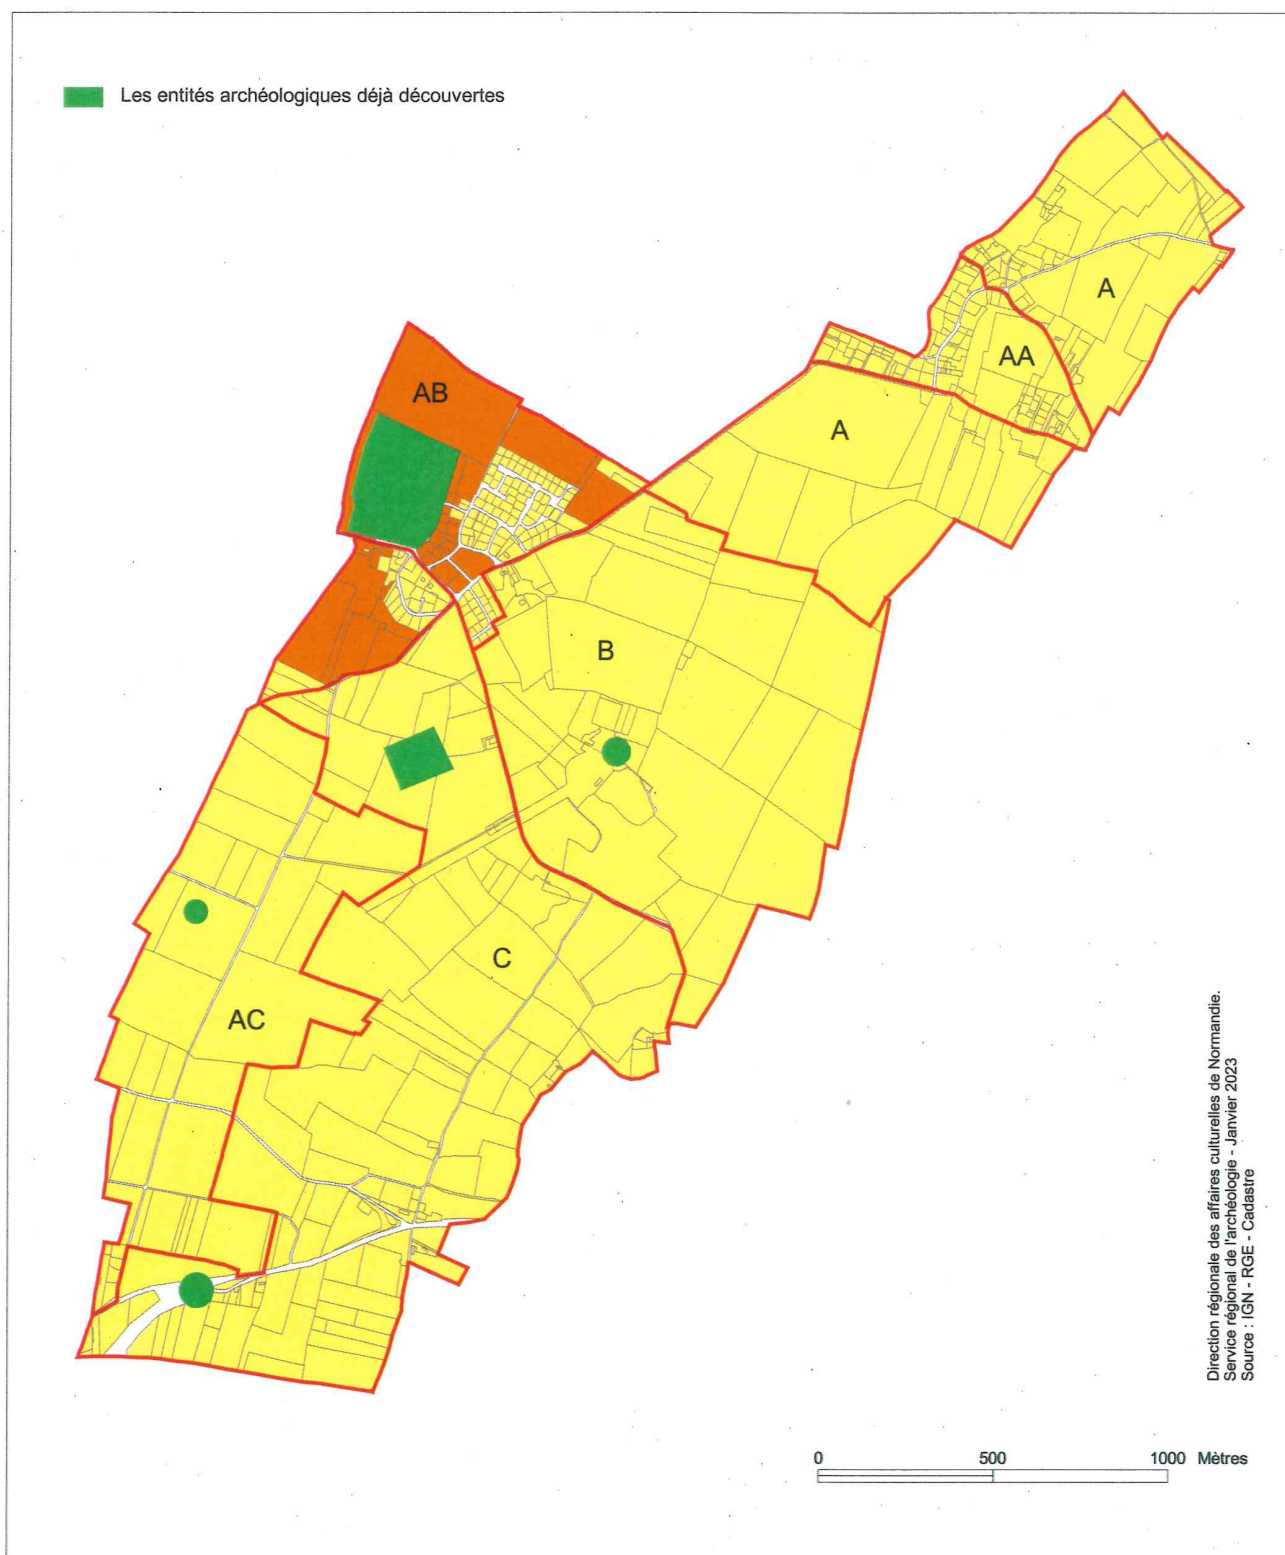 Les entités archéologiques déjà découvertes
A
AA
AB
A
B
C
AC
Direction régionale des affaires culturelles de Normandie.
Service régional de l'archéologie - Janvier 2023
Source : IGN - RGE - Cadastre
0 500 1000 Mètres